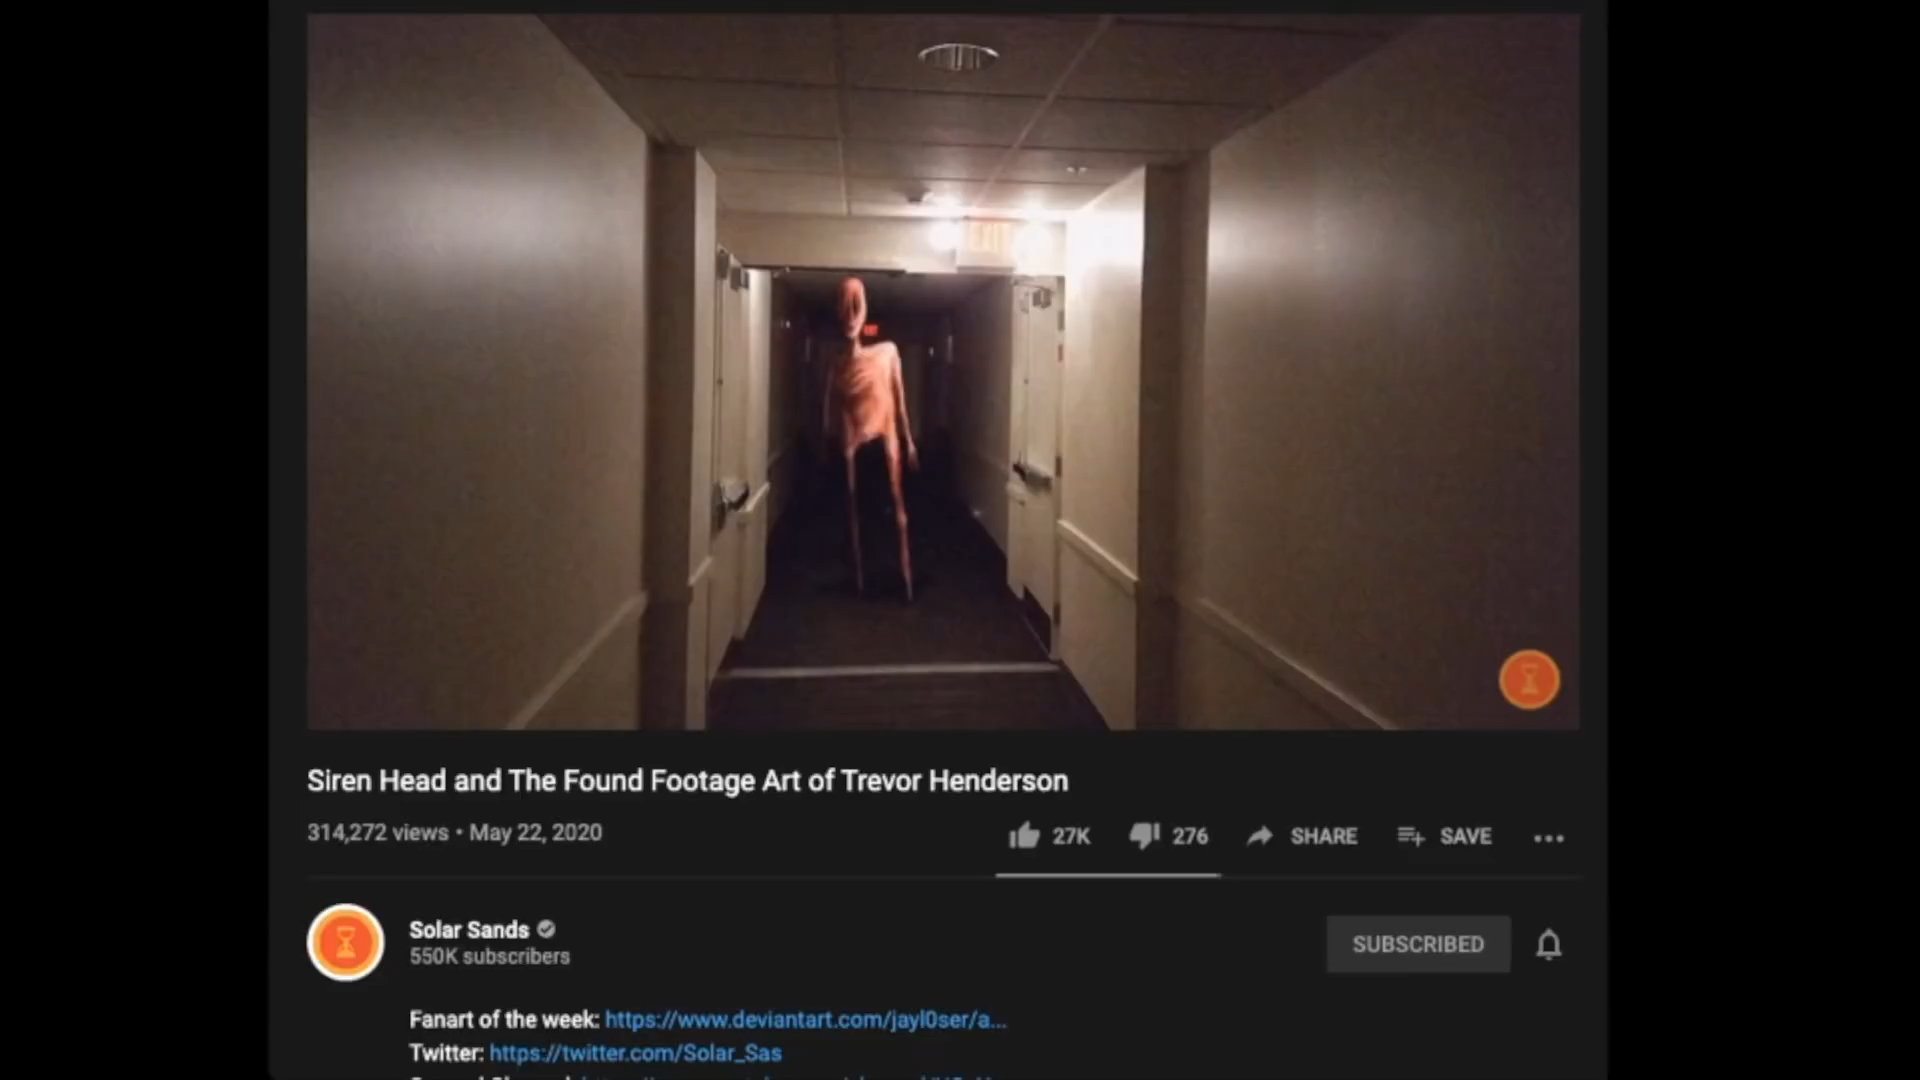 Siren Head and The Found Footage Art of Trevor Henderson
314,272 views • May 22, 2020
27K 276 SHARE SAVE
Solar Sands
550K subscribers
SUBSCRIBED
Fanart of the week: https://www.deviantart.com/jayl0ser/a...
Twitter: https://twitter.com/Solar_Sas